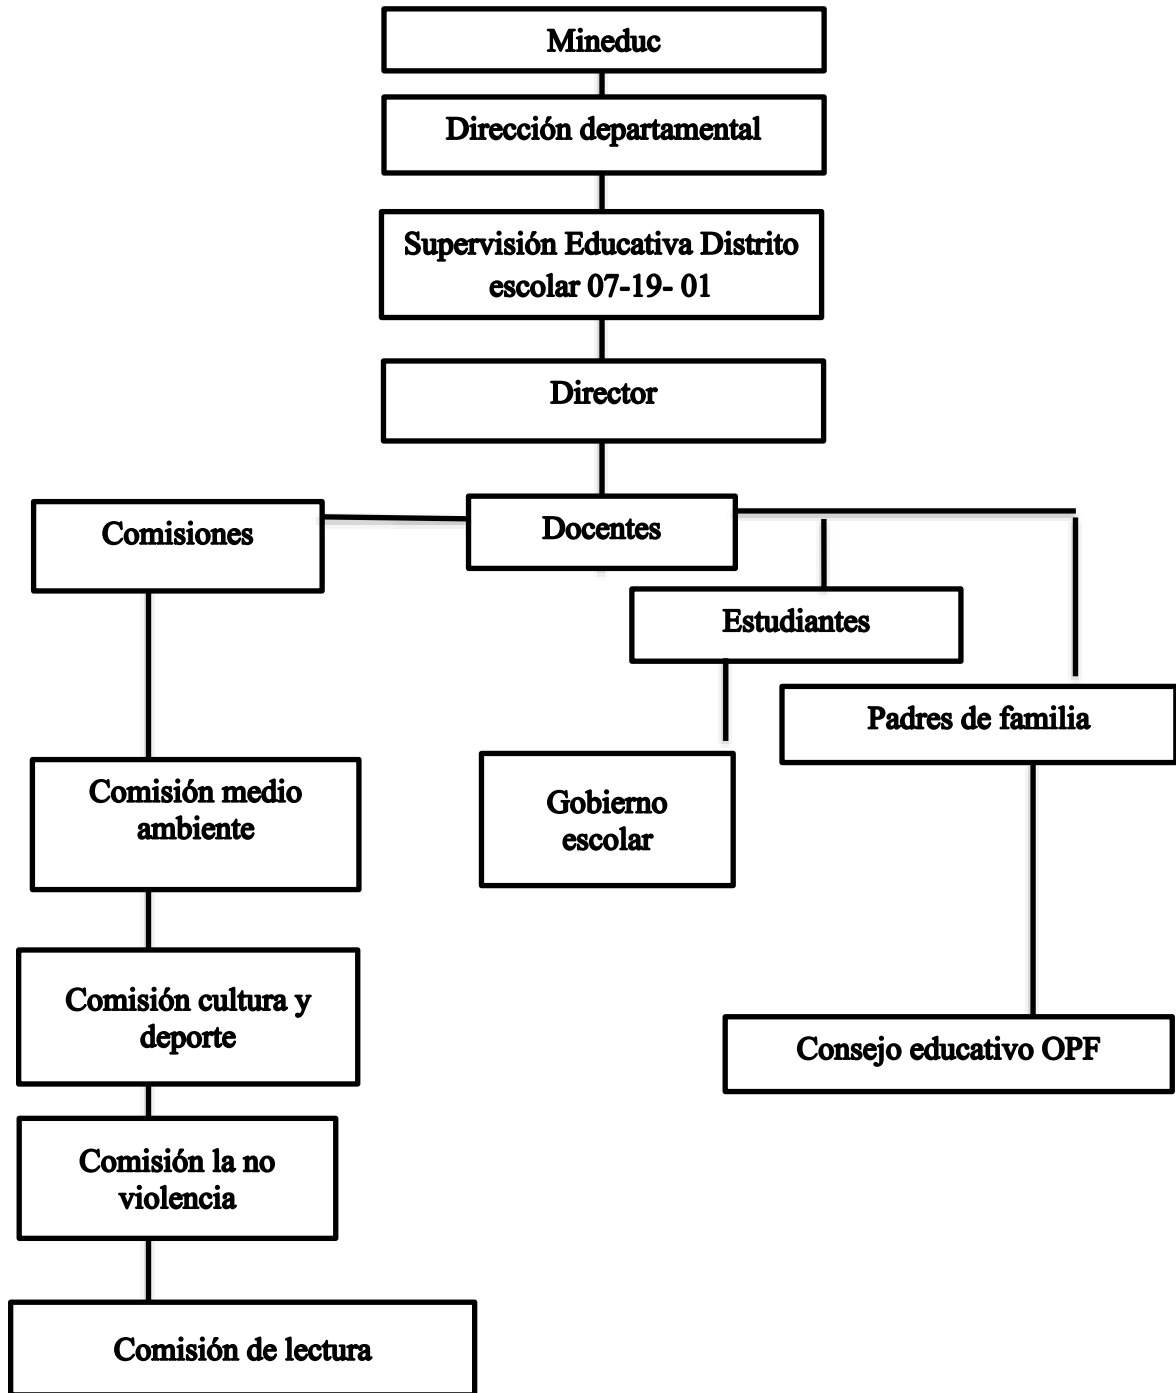 Mineduc
Dirección departamental
Supervisión Educativa Distrito
escolar 07-19- 01
Director
Comisiones
Docentes
Estudiantes
Padres de familia
Comisión medio
ambiente
Gobierno
escolar
Comisión cultura y
deporte
Consejo educativo OPF
Comisión la no
violencia
Comisión de lectura